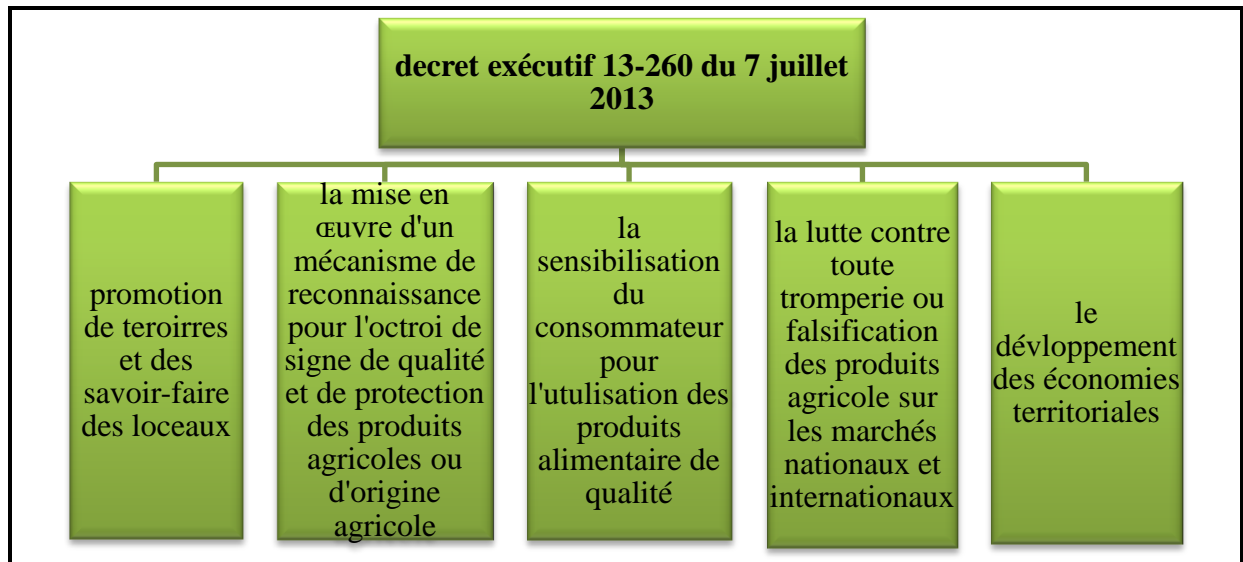 decret exécutif 13-260 du 7 juillet
2013
promotion
de teroirres
et des
savoir-faire
des loceaux
la mise en
œuvre d'un
mécanisme de
reconnaissance
pour l'octroi de
signe de qualité
et de protection
des produits
agricoles ou
d'origine
agricole
la
sensibilisation
du
consommateur
pour
l'utulisation des
produits
alimentaire de
qualité
la lutte contre
toute
tromperie ou
falsification
des produits
agricole sur
les marchés
nationaux et
internationaux
le
dévloppement
des économies
territoriales